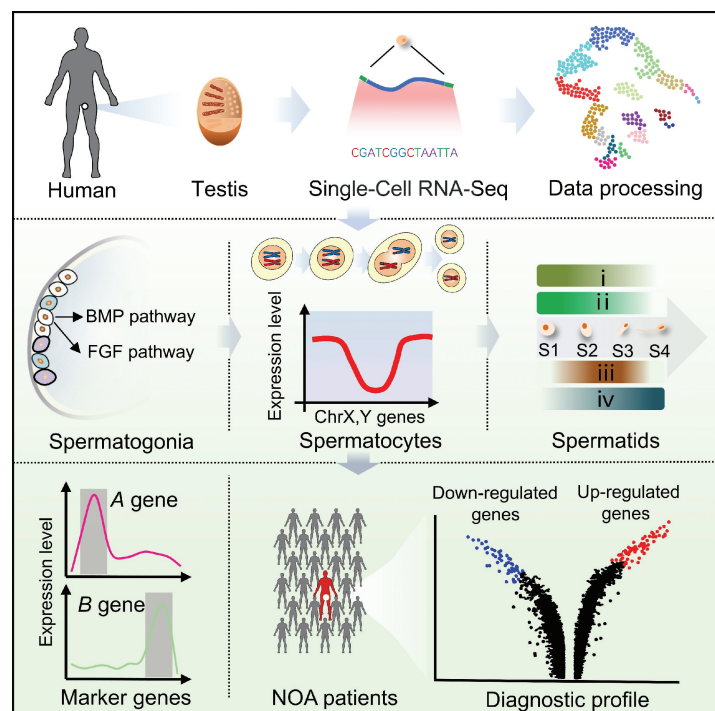 CGATCGGCTAATTA
Human
Testis
Single-Cell RNA-Seq
Data processing
BMP pathway
FGF pathway
Spermatogonia
Expression level
ChrX,Y genes
Spermatocytes
i
ii
S1 S2 S3 S4
iii
iv
Spermatids
Expression level
A gene
B gene
Marker genes
NOA patients
Down-regulated
genes
Up-regulated
genes
Diagnostic profile